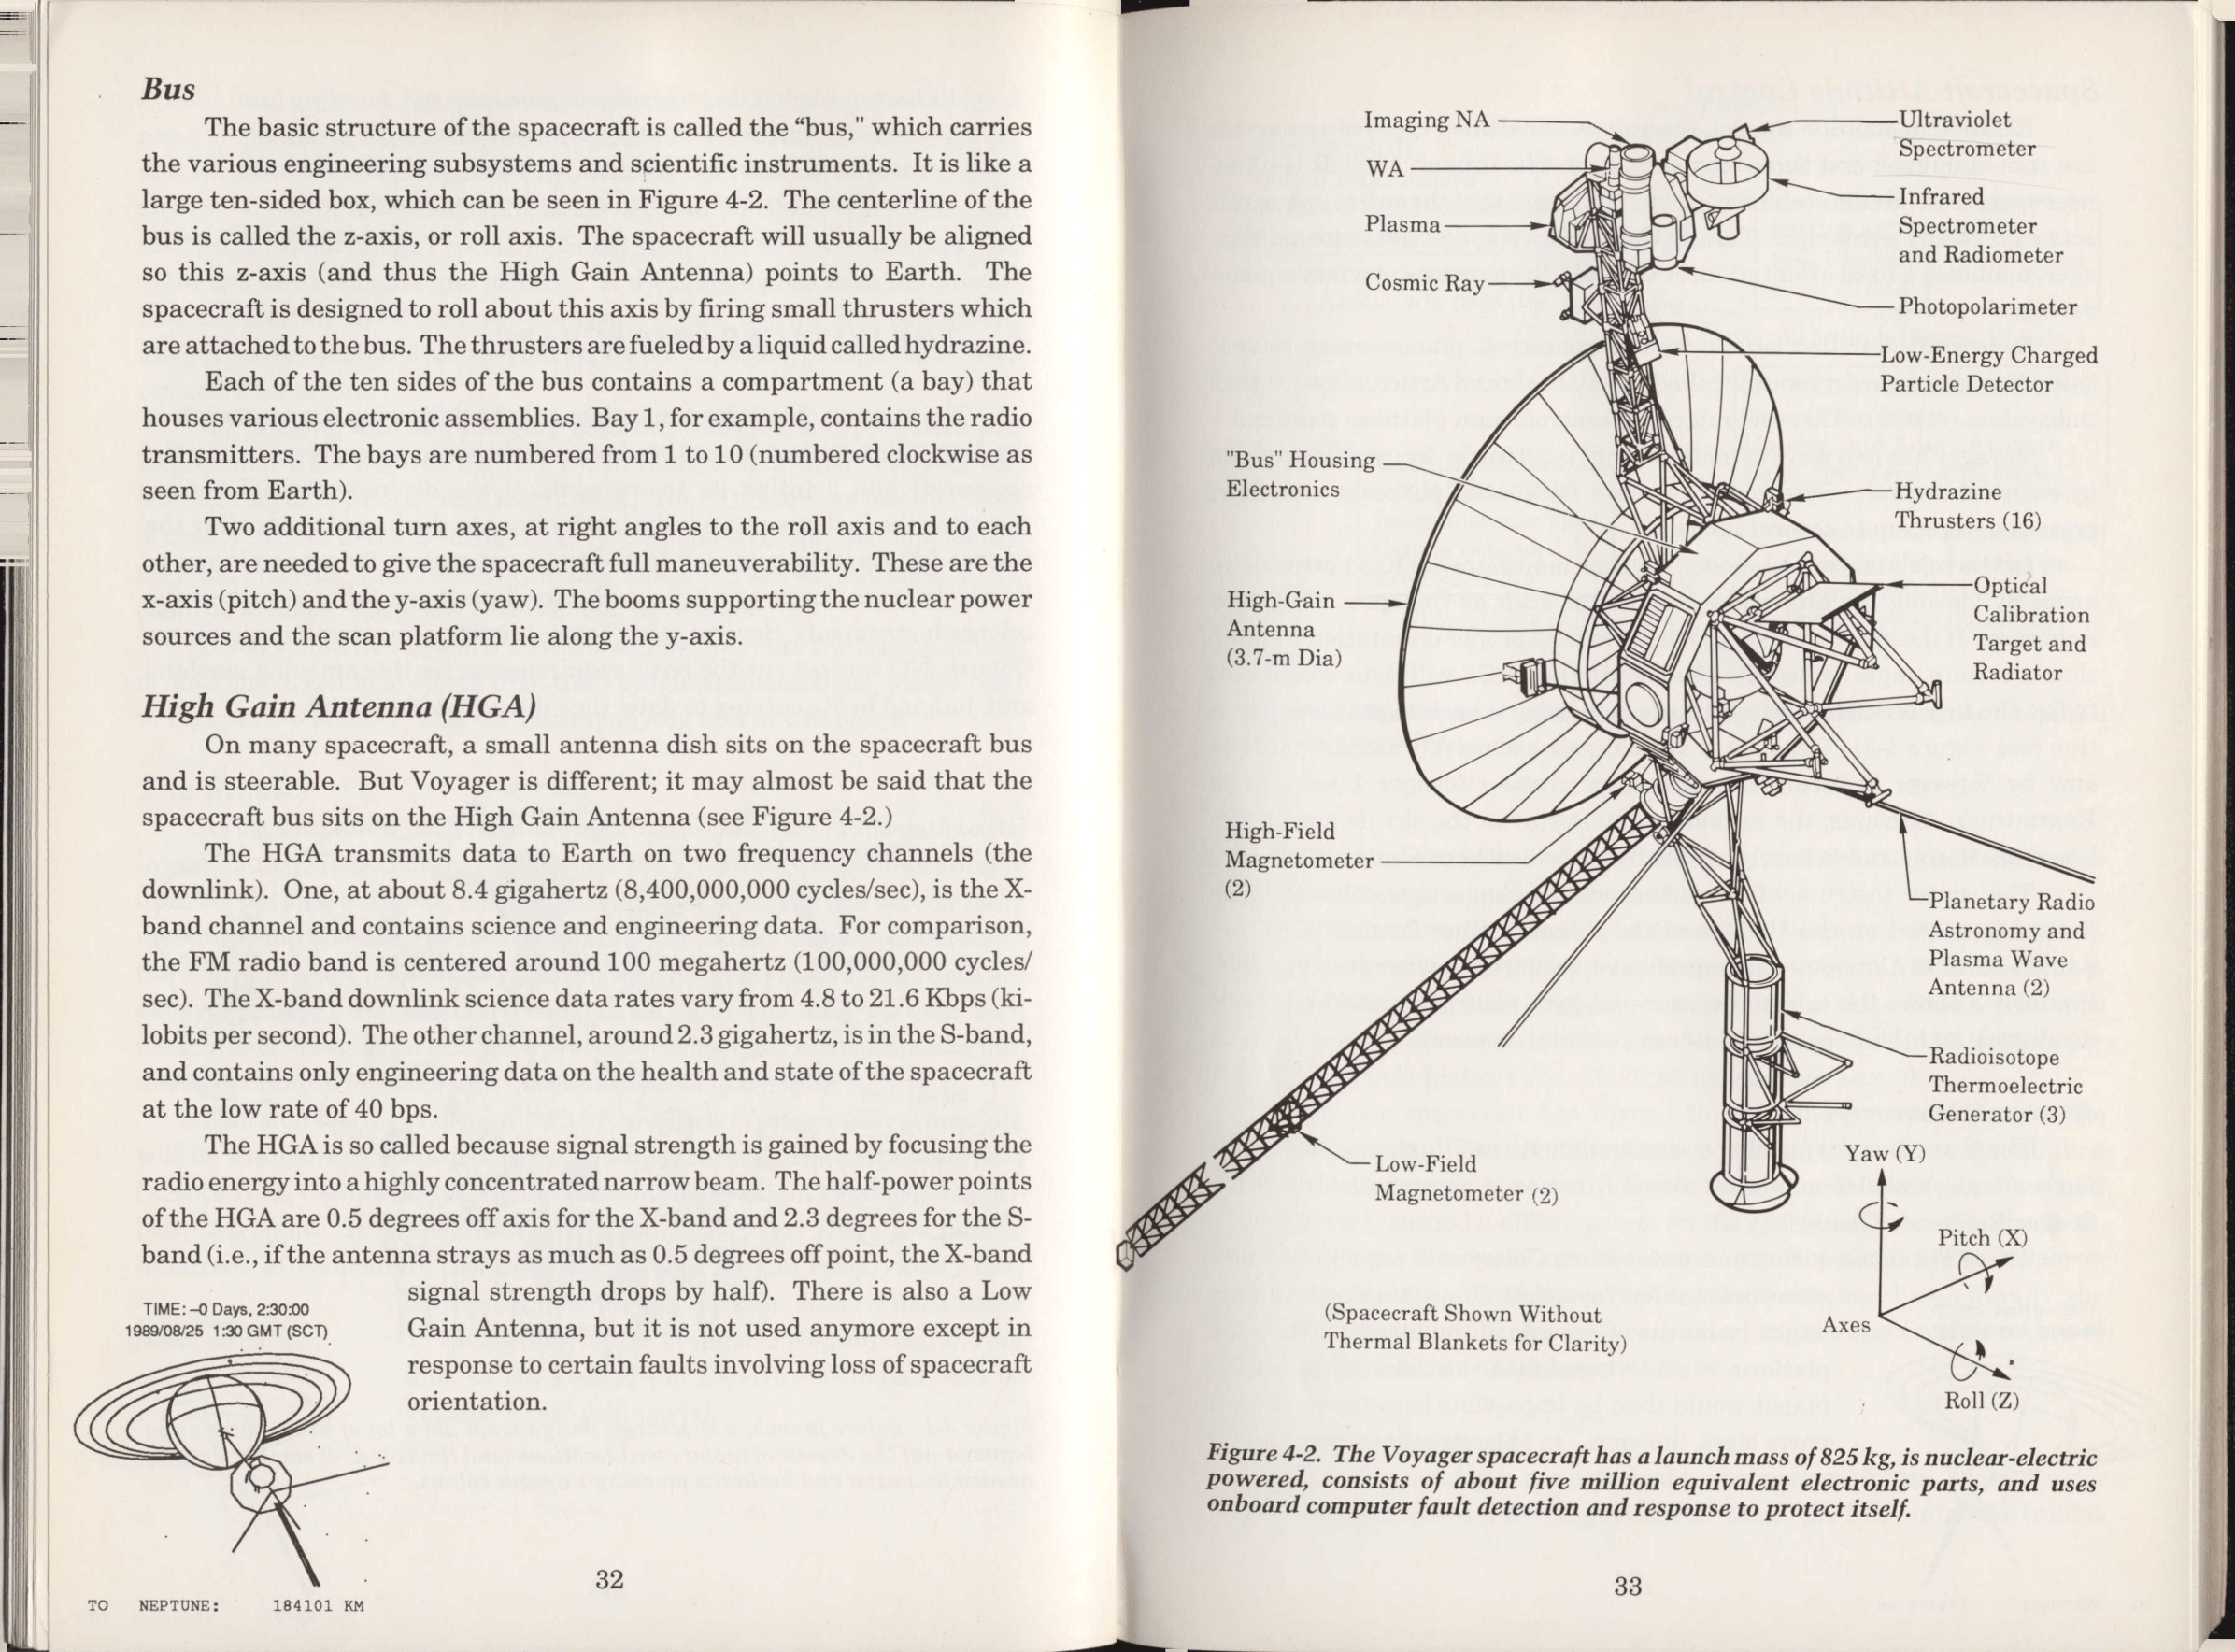 Bus
The basic structure of the spacecraft is called the “bus," which carries
the various engineering subsystems and scientific instruments. It is like a
large ten-sided box, which can be seen in Figure 4-2. The centerline of the
bus is called the z-axis, or roll axis. The spacecraft will usually be aligned
so this z-axis (and thus the High Gain Antenna) points to Earth. The
spacecraft is designed to roll about this axis by firing small thrusters which
are attached to the bus. The thrusters are fueled by a liquid called hydrazine.
Each of the ten sides of the bus contains a compartment (a bay) that
houses various electronic assemblies. Bay 1, for example, contains the radio
transmitters. The bays are numbered from 1 to 10 (numbered clockwise as
seen from Earth).
Two additional turn axes, at right angles to the roll axis and to each
other, are needed to give the spacecraft full maneuverability. These are the
x-axis (pitch) and the y-axis (yaw). The booms supporting the nuclear power
sources and the scan platform lie along the y-axis.
High Gain Antenna (HGA)
On many spacecraft, a small antenna dish sits on the spacecraft bus
and is steerable. But Voyager is different; it may almost be said that the
spacecraft bus sits on the High Gain Antenna (see Figure 4-2.)
The HGA transmits data to Earth on two frequency channels (the
downlink). One, at about 8.4 gigahertz (8,400,000,000 cycles/sec), is the X-
band channel and contains science and engineering data. For comparison,
the FM radio band is centered around 100 megahertz (100,000,000 cycles/
sec). The X-band downlink science data rates vary from 4.8 to 21.6 Kbps (ki-
lobits per second). The other channel, around 2.3 gigahertz, is in the S-band,
and contains only engineering data on the health and state of the spacecraft
at the low rate of 40 bps.
The HGA is so called because signal strength is gained by focusing the
radio energy into a highly concentrated narrow beam. The half-power points
of the HGA are 0.5 degrees off axis for the X-band and 2.3 degrees for the S-
band (i.e., if the antenna strays as much as 0.5 degrees off point, the X-band
signal strength drops by half). There is also a Low
Gain Antenna, but it is not used anymore except in
response to certain faults involving loss of spacecraft
orientation.
TIME: –0 Days, 2:30:00
1989/08/25 1:30 GMT (SCT)
TO NEPTUNE: 184101 KM
32
Imaging NA
WA
Plasma
Cosmic Ray
"Bus" Housing
Electronics
High-Gain
Antenna
(3.7-m Dia)
High-Field
Magnetometer
(2)
Low-Field
Magnetometer (2)
Ultraviolet
Spectrometer
Infrared
Spectrometer
and Radiometer
Photopolarimeter
Low-Energy Charged
Particle Detector
Hydrazine
Thrusters (16)
Optical
Calibration
Target and
Radiator
Planetary Radio
Astronomy and
Plasma Wave
Antenna (2)
Radioisotope
Thermoelectric
Generator (3)
Yaw (Y)
Pitch (X)
Axes
Roll (Z)
(Spacecraft Shown Without
Thermal Blankets for Clarity)
Figure 4-2. The Voyager spacecraft has a launch mass of 825 kg, is nuclear-electric
powered, consists of about five million equivalent electronic parts, and uses
onboard computer fault detection and response to protect itself.
33